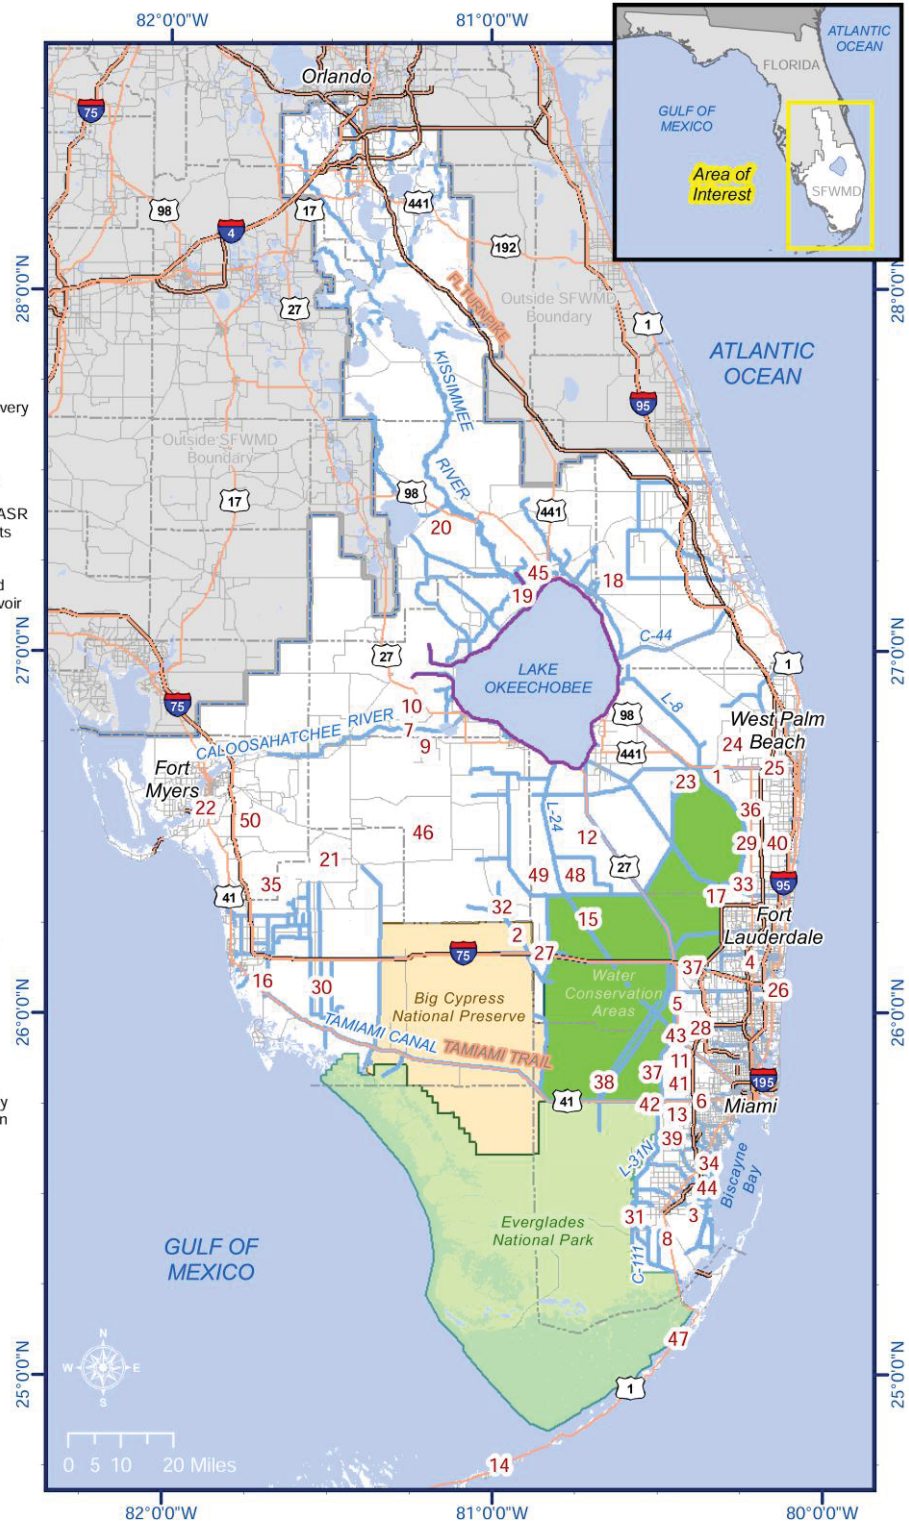 82°0'0"W
81°0'0"W
ATLANTIC
OCEAN
FLORIDA
GULF OF
MEXICO
Area of
Interest
SFWMD
Orlando
75
98
4
17
441
192
27
28°0'0"N
28°0'0"N
FL TURNPIKE
Outside SFWMD
Boundary
1
ATLANTIC
OCEAN
95
KISSIMMEE
RIVER
very
Outside SFWMD
Boundary
17
98
441
ASR
ts
20
d
voir
45
18
19
C-44
27°0'0"N
27°0'0"N
27
1
LAKE
OKEECHOBEE
75
10
7
9
CALOOSAHATCHEE RIVER
L-8
98
441
West Palm
Beach
24
25
1
23
Fort
Myers
22
50
46
21
35
L-24
12
27
36
29
40
49
48
33
17
95
41
32
15
2
Fort
Lauderdale
75
27
37
4
26
16
30
Big Cypress
National Preserve
Water
Conservation
Areas
5
26°0'0"N
26°0'0"N
28
43
TAMIAMI CANAL
TAMIAMI TRAIL
11
37
41
38
195
41
42
6
13
Miami
y
n
39
L-31N
34
44
Biscayne
Bay
31
3
8
C-111
Everglades
National Park
GULF OF
MEXICO
47
1
25°0'0"N
25°0'0"N
N
W
E
S
0 5 10 20 Miles
14
82°0'0"W
81°0'0"W
80°0'0"W